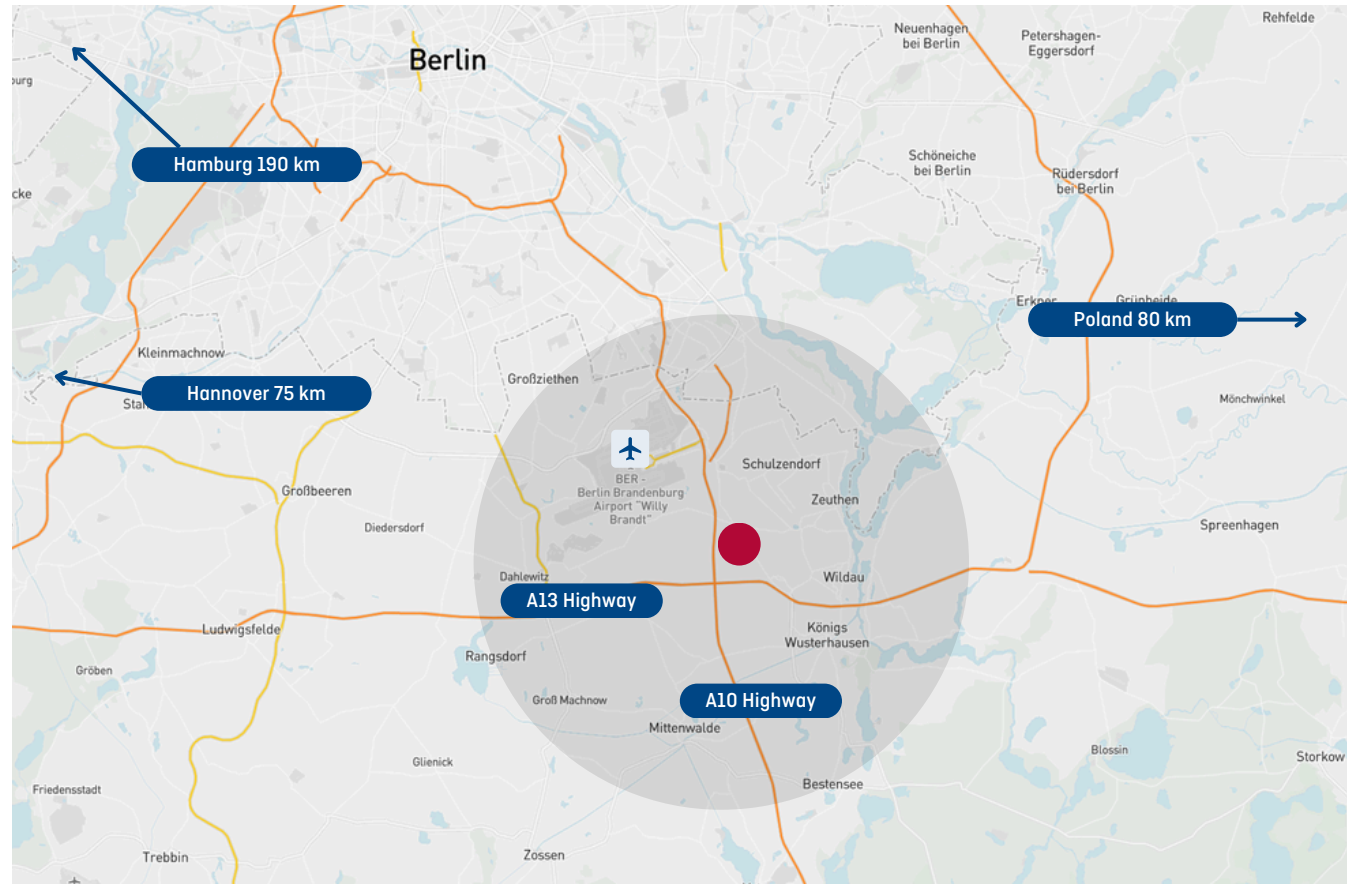 Rehfelde
Neuenhagen
bei Berlin
Petershagen-
Eggersdorf
Berlin
urg
Hamburg 190 km
Schöneiche
bei Berlin
Rüdersdorf
bei Berlin
cke
Erkner
Grünheide
Poland 80 km
Kleinmachnow
Großziethen
Hannover 75 km
Sta
Mönchwinkel
Schulzendorf
BER -
Berlin Brandenburg
Airport "Willy
Brandt"
Großbeeren
Zeuthen
Diedersdorf
Spreenhagen
Dahlewitz
Wildau
A13 Highway
Ludwigsfelde
Königs
Wusterhausen
Rangsdorf
Gröben
Groß Machnow
A10 Highway
Mittenwalde
Blossin
Storkow
Glienick
Friedensstadt
Bestensee
Trebbin
Zossen